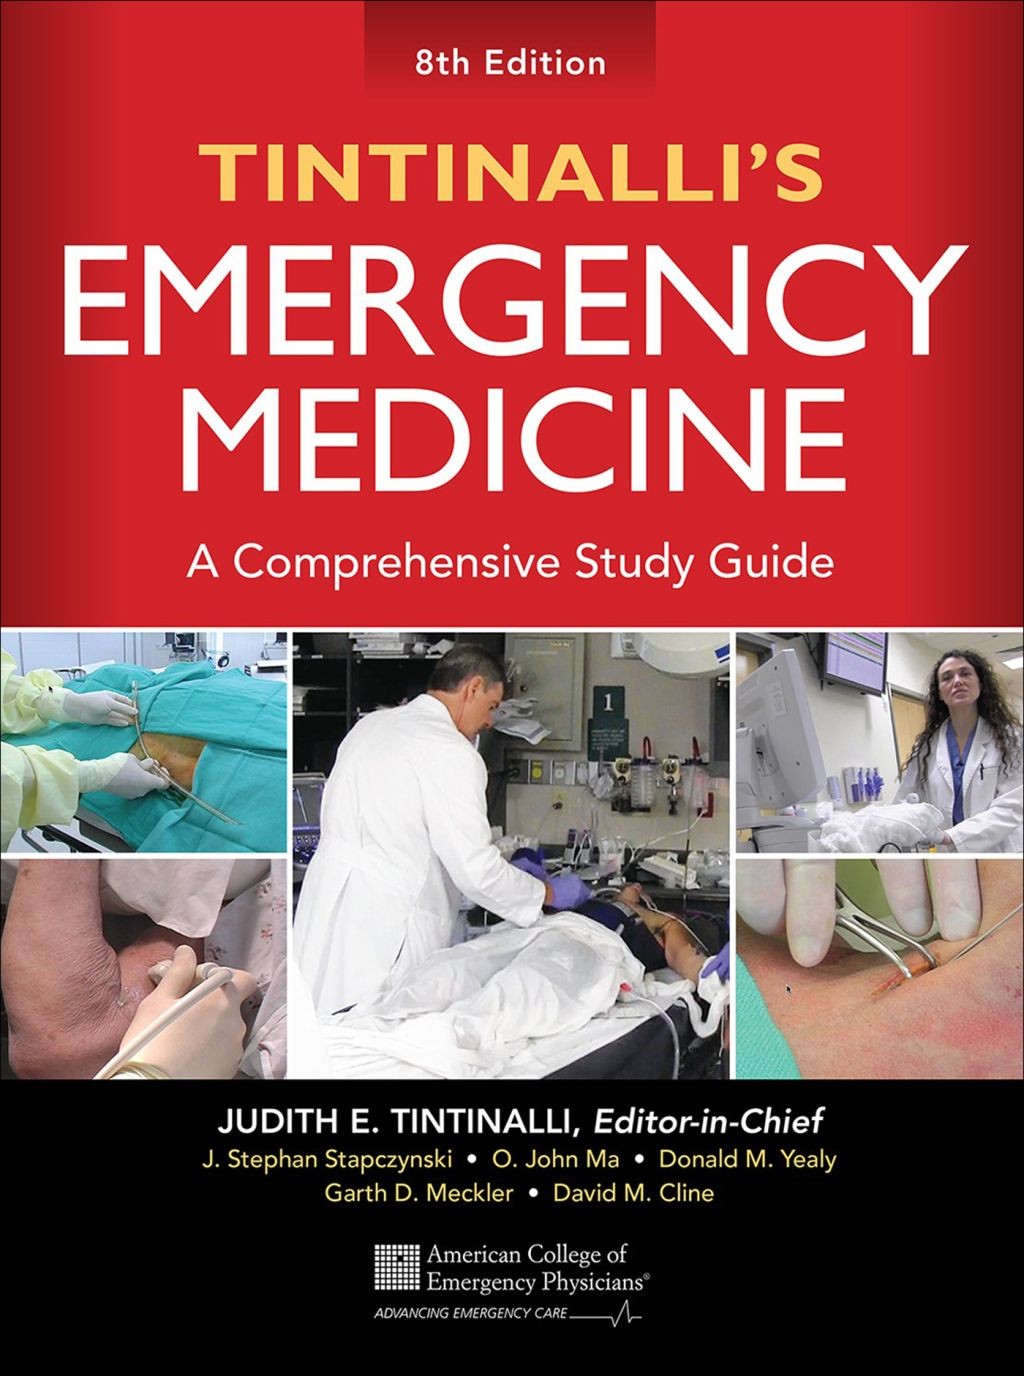 8th Edition
TINTINALLI'S
EMERGENCY
MEDICINE
A Comprehensive Study Guide
1
JUDITH E. TINTINALLI, Editor-in-Chief
J. Stephan Stapczynski • O. John Ma • Donald M. Yealy
Garth D. Meckler • David M. Cline
American College of
Emergency Physicians®
ADVANCING EMERGENCY CARE